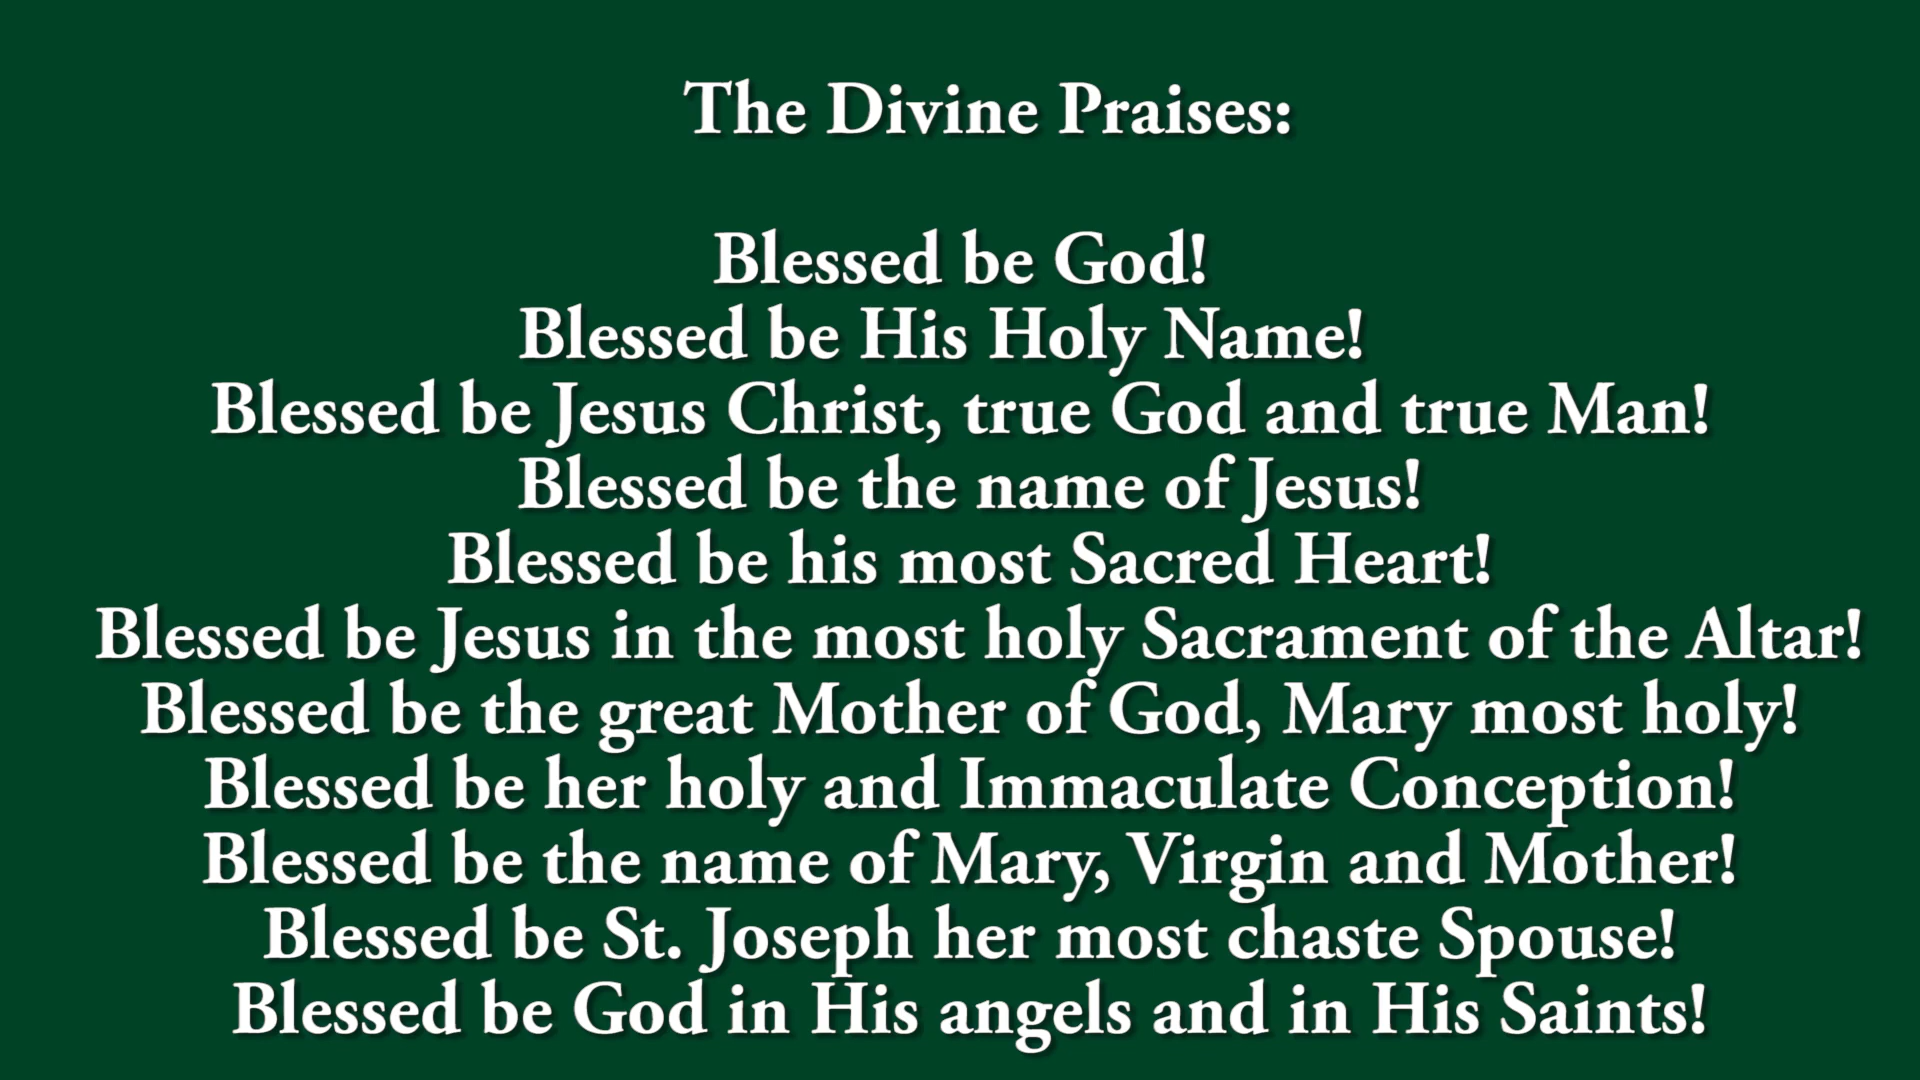 The Divine Praises:
Blessed be God!
Blessed be His Holy Name!
Blessed be Jesus Christ, true God and true Man!
Blessed be the name of Jesus!
Blessed be his most Sacred Heart!
Blessed be Jesus in the most holy Sacrament of the Altar!
Blessed be the great Mother of God, Mary most holy!
Blessed be her holy and Immaculate Conception!
Blessed be the name of Mary, Virgin and Mother!
Blessed be St. Joseph her most chaste Spouse!
Blessed be God in His angels and in His Saints!